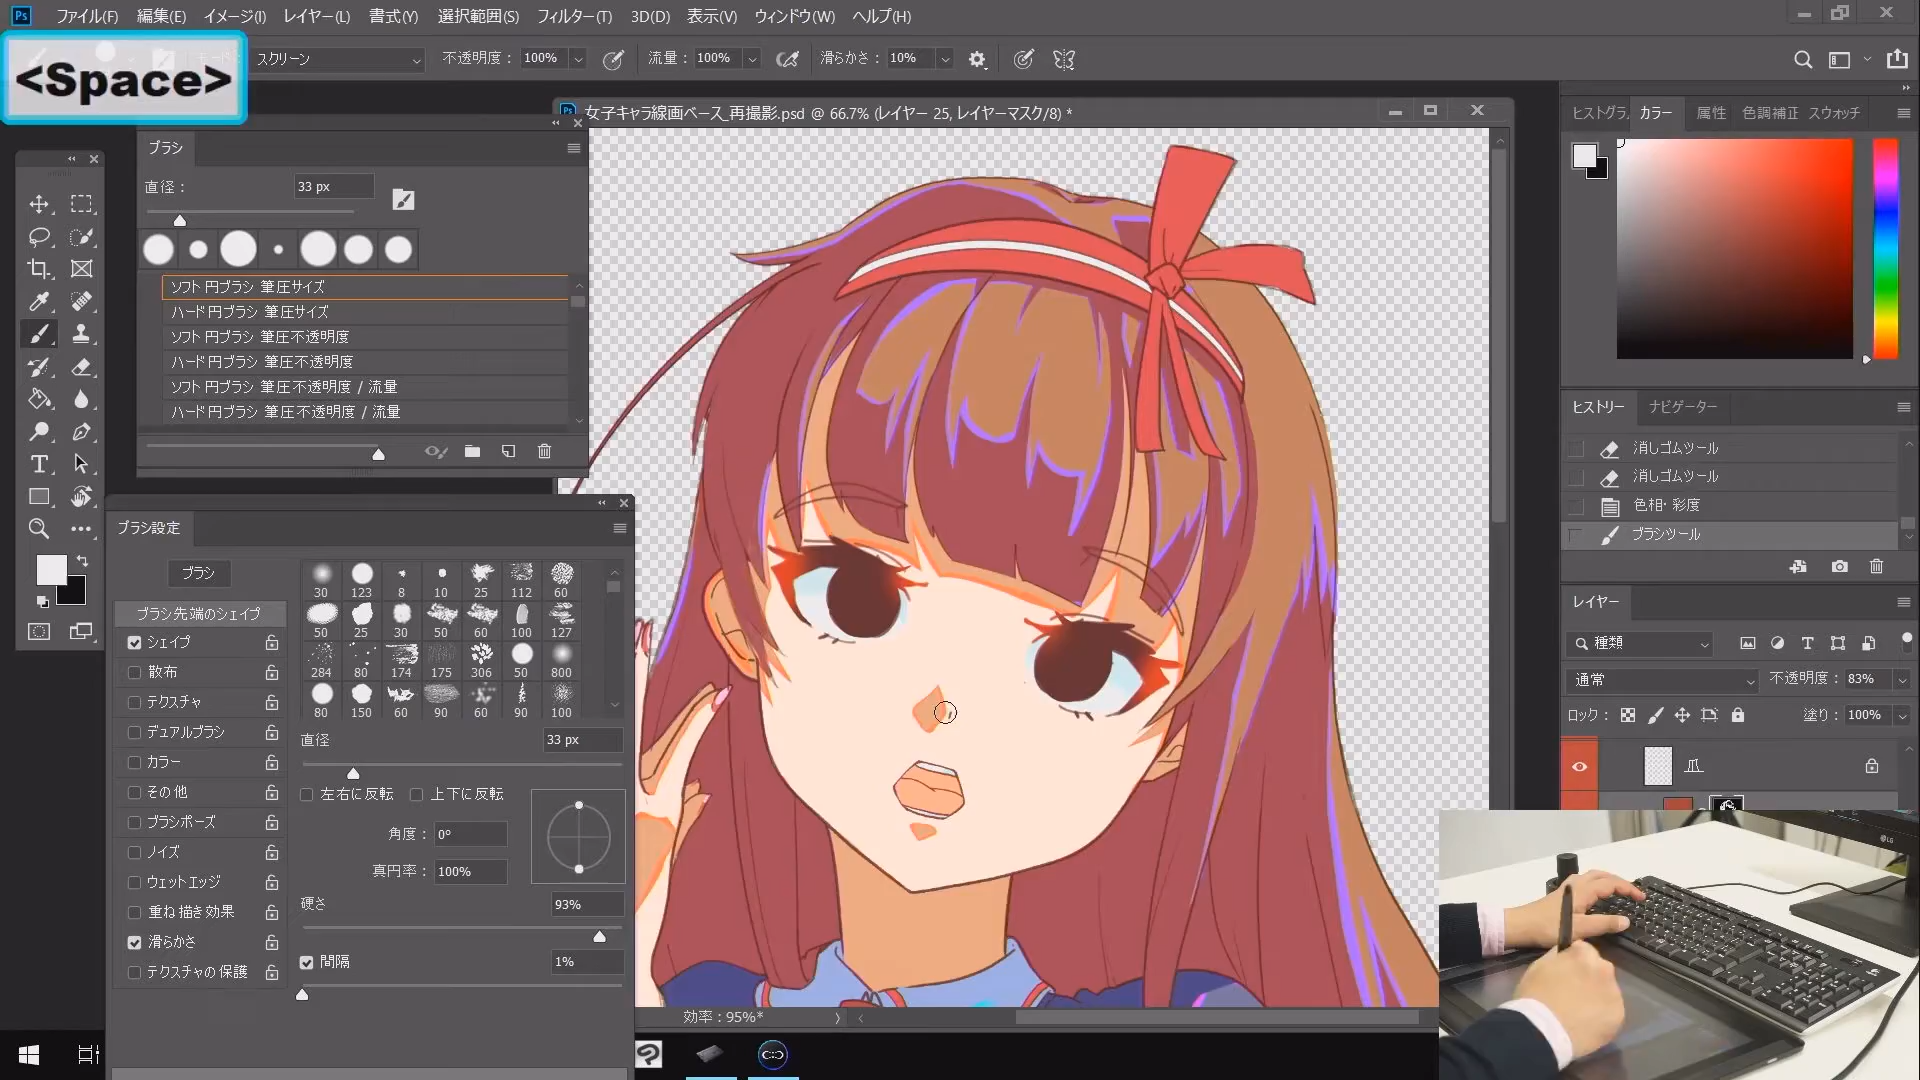 Ps ファイル(F) 編集(E) イメージ(I) レイヤー(L) 書式(Y) 選択範囲(S) フィルター(T) 3D(D) 表示(V) ウィンドウ(W) ヘルプ(H)
<Space>
スクリーン 不透明度 : 100% 流量 : 100% 滑らかさ : 10%
女子キャラ線画ベース_再撮影.psd @ 66.7% (レイヤー 25, レイヤーマスク/8) *
ブラシ
直径 : 33 px
ソフト円ブラシ 筆圧サイズ
ハード円ブラシ 筆圧サイズ
ソフト円ブラシ 筆圧不透明度
ハード円ブラシ 筆圧不透明度
ソフト円ブラシ 筆圧不透明度 / 流量
ハード円ブラシ 筆圧不透明度 / 流量
ブラシ設定
ブラシ
ブラシ先端のシェイプ
シェイプ
散布
テクスチャ
デュアルブラシ
カラー
その他
ブラシポーズ
ノイズ
ウェットエッジ
重ね描き効果
滑らかさ
テクスチャの保護
30 123 8 10 25 112 60
50 25 30 50 60 100 127
284 80 174 175 306 50 800
80 150 60 90 60 90 100
直径 33 px
左右に反転 上下に反転
角度 : 0°
真円率 : 100%
硬さ 93%
間隔 1%
効率 : 95%*
ヒストグラ カラー 属性 色調補正 スウォッチ
ヒストリー ナビゲーター
消しゴムツール
消しゴムツール
色相・彩度
ブラシツール
レイヤー
種類
通常 不透明度 : 83%
ロック : 塗り : 100%
LG